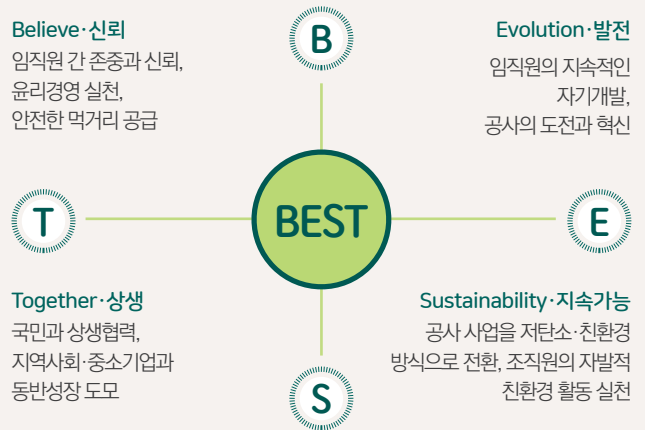 Believe·신뢰
임직원 간 존중과 신뢰,
윤리경영 실천,
안전한 먹거리 공급
B
Evolution·발전
임직원의 지속적인
자기개발,
공사의 도전과 혁신
T
BEST
E
Together·상생
국민과 상생협력,
지역사회·중소기업과
동반성장 도모
S
Sustainability·지속가능
공사 사업을 저탄소·친환경
방식으로 전환, 조직원의 자발적
친환경 활동 실천